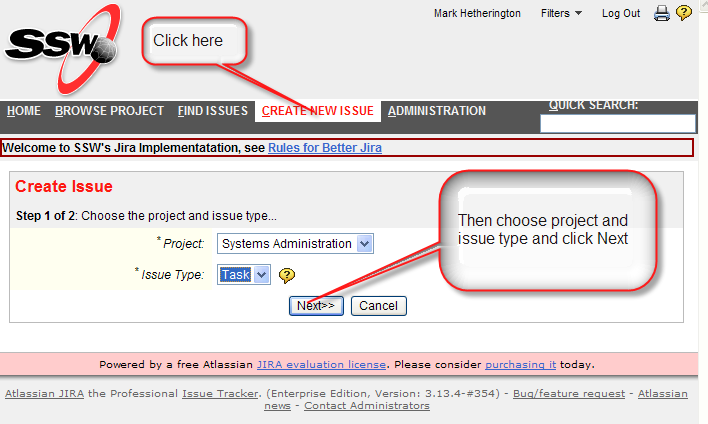 Mark Hetherington Filters Log Out
SSW
Click here
HOME BROWSE PROJECT FIND ISSUES CREATE NEW ISSUE ADMINISTRATION QUICK SEARCH:
Welcome to SSW's Jira Implementatation, see Rules for Better Jira
Create Issue
Step 1 of 2: Choose the project and issue type...
Then choose project and
issue type and click Next
* Project: Systems Administration
* Issue Type: Task ?
Next>> Cancel
Powered by a free Atlassian JIRA evaluation license. Please consider purchasing it today.
Atlassian JIRA the Professional Issue Tracker. (Enterprise Edition, Version: 3.13.4-#354) - Bug/feature request - Atlassian
news - Contact Administrators